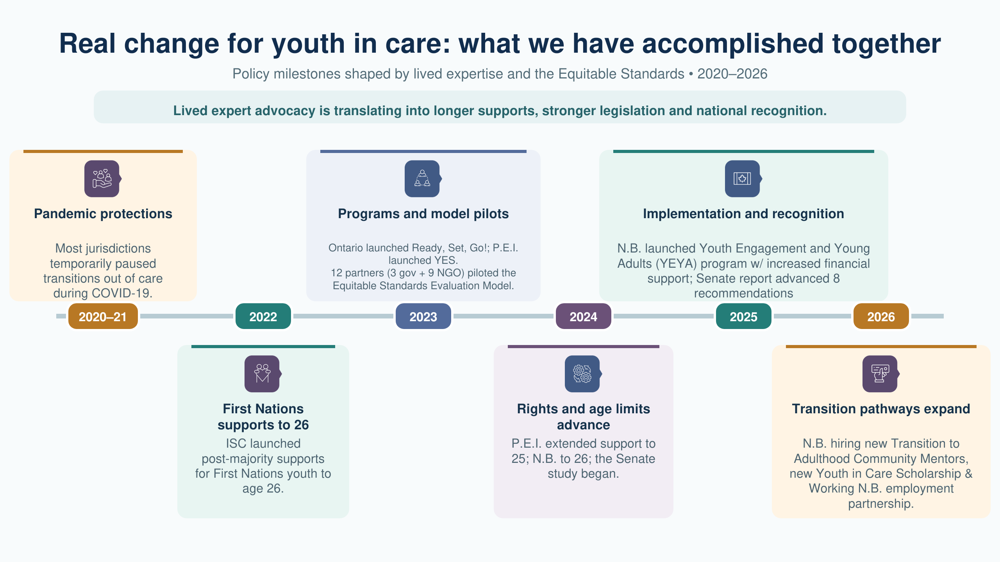 Real change for youth in care: what we have accomplished together
Policy milestones shaped by lived expertise and the Equitable Standards • 2020–2026
Lived expert advocacy is translating into longer supports, stronger legislation and national recognition.
Pandemic protections
Most jurisdictions
temporarily paused
transitions out of care
during COVID-19.
Programs and model pilots
Ontario launched Ready, Set, Go!; P.E.I.
launched YES.
12 partners (3 gov + 9 NGO) piloted the
Equitable Standards Evaluation Model.
Implementation and recognition
N.B. launched Youth Engagement and Young
Adults (YEYA) program w/ increased financial
support; Senate report advanced 8
recommendations
2020–21
2022
2023
2024
2025
2026
First Nations
supports to 26
ISC launched
post-majority supports
for First Nations youth to
age 26.
Rights and age limits
advance
P.E.I. extended support to
25; N.B. to 26; the Senate
study began.
Transition pathways expand
N.B. hiring new Transition to
Adulthood Community Mentors,
new Youth in Care Scholarship &
Working N.B. employment
partnership.